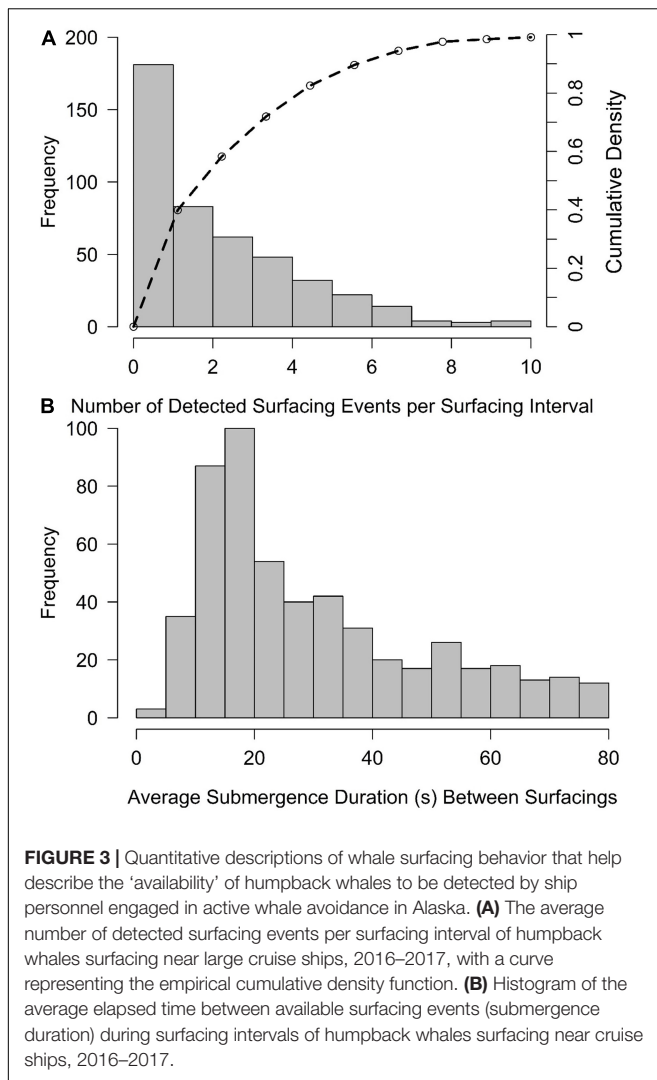 A
200
150
100
50
0
Frequency
1
0.8
0.6
0.4
0.2
0
Cumulative Density
0 2 4 6 8 10
Number of Detected Surfacing Events per Surfacing Interval
B
100
80
60
40
20
0
Frequency
0 20 40 60 80
Average Submergence Duration (s) Between Surfacings
FIGURE 3 | Quantitative descriptions of whale surfacing behavior that help
describe the ‘availability’ of humpback whales to be detected by ship
personnel engaged in active whale avoidance in Alaska. (A) The average
number of detected surfacing events per surfacing interval of humpback
whales surfacing near large cruise ships, 2016–2017, with a curve
representing the empirical cumulative density function. (B) Histogram of the
average elapsed time between available surfacing events (submergence
duration) during surfacing intervals of humpback whales surfacing near cruise
ships, 2016–2017.